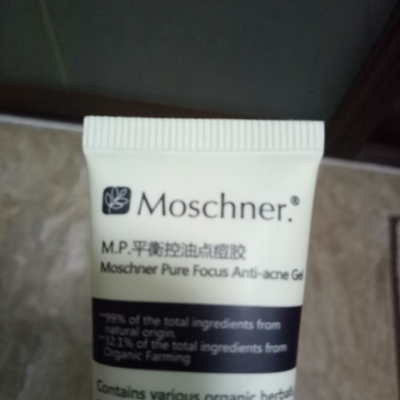 Moschner.®
M.P.平衡控油点痘胶
Moschner Pure Focus Anti-acne Gel
**99% of the total ingredients from
natural origin.
**12.1% of the total ingredients from
Organic Farming
Contains various organic herbals